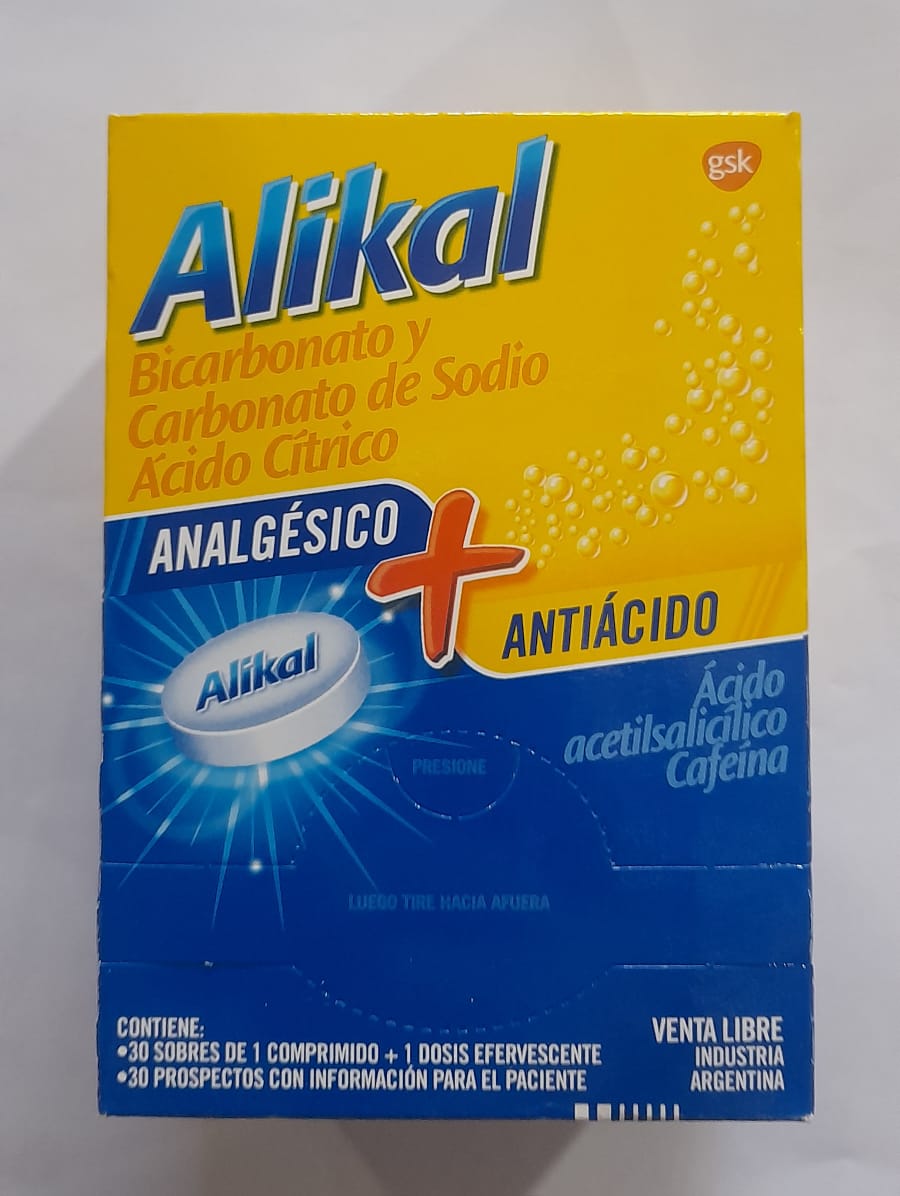 Alikal
gsk
Bicarbonato y
Carbonato de Sodio
Ácido Cítrico
ANALGÉSICO
+
ANTIÁCIDO
Alikal
Ácido
acetilsalicílico
Cafeína
PRESIONE
LUEGO TIRE HACIA AFUERA
CONTIENE:
•30 SOBRES DE 1 COMPRIMIDO + 1 DOSIS EFERVESCENTE
•30 PROSPECTOS CON INFORMACIÓN PARA EL PACIENTE
VENTA LIBRE
INDUSTRIA
ARGENTINA